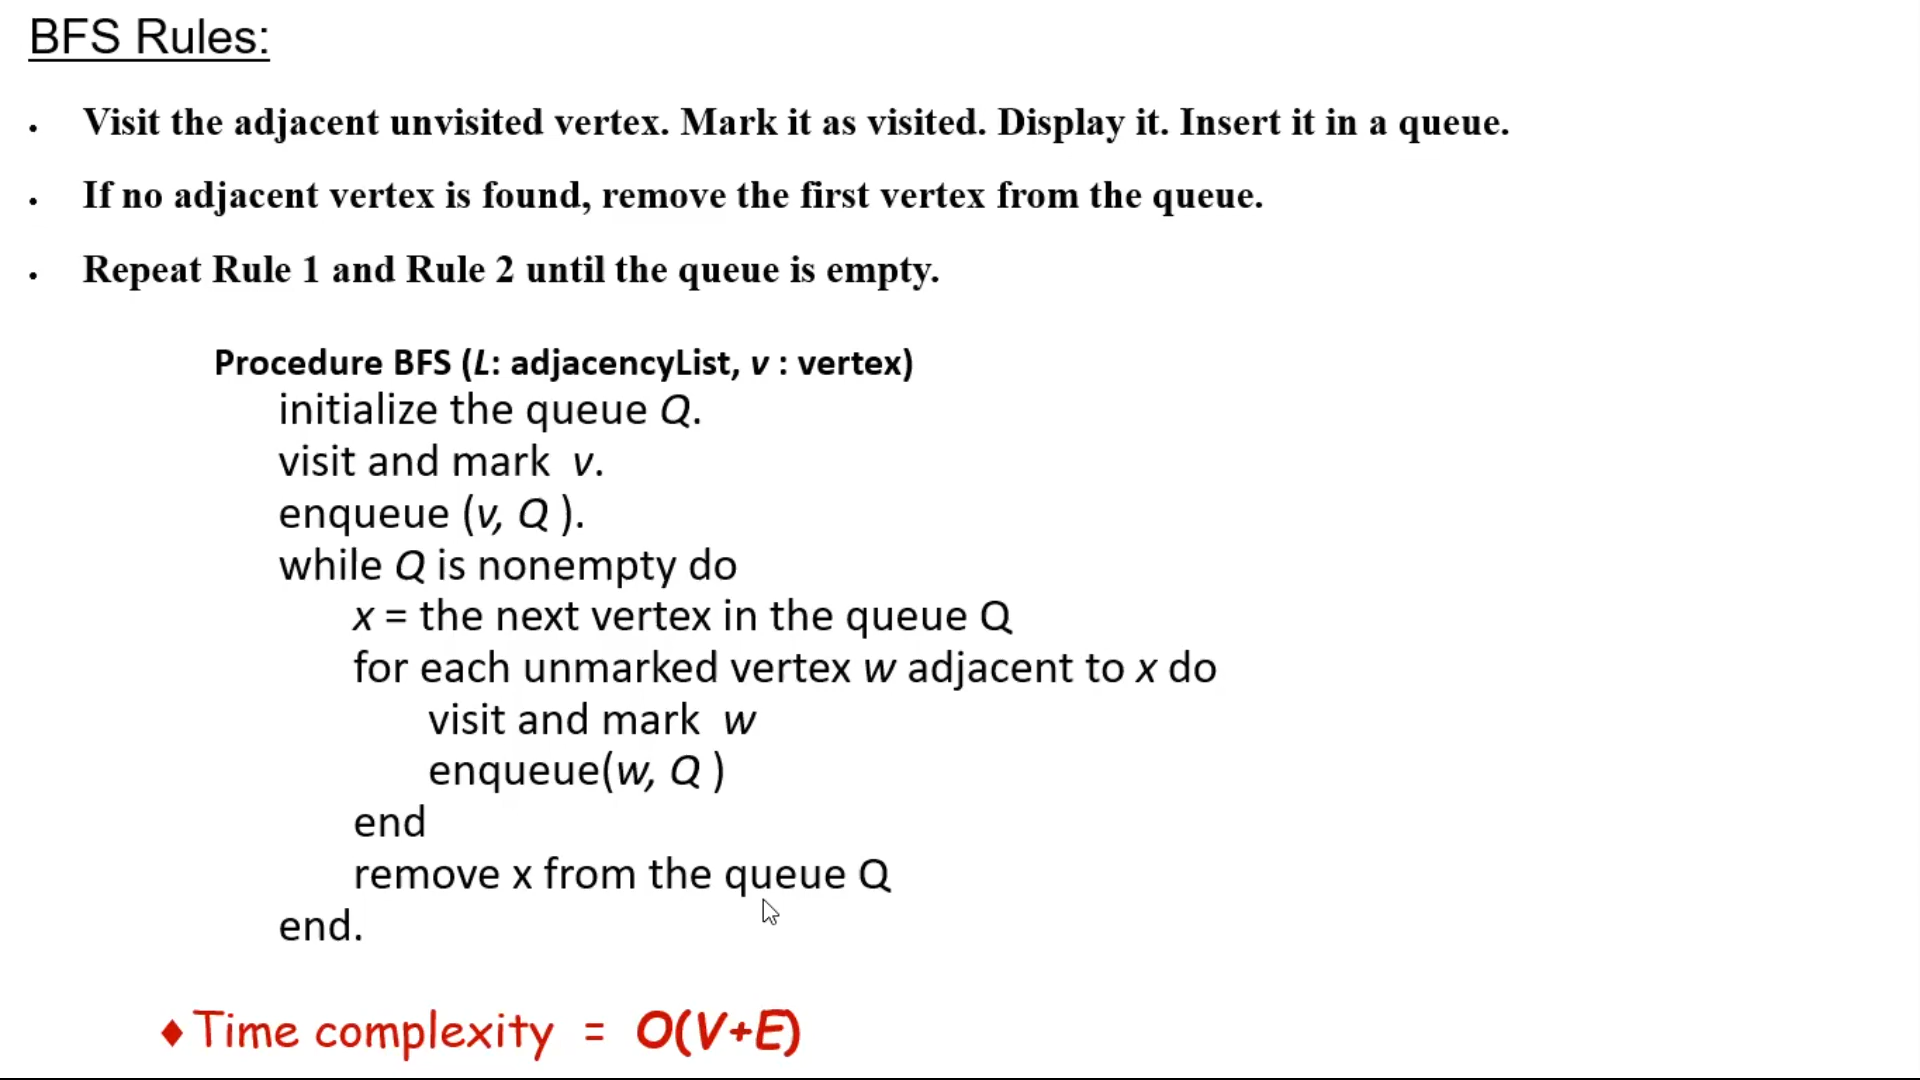 BFS Rules:
• Visit the adjacent unvisited vertex. Mark it as visited. Display it. Insert it in a queue.
• If no adjacent vertex is found, remove the first vertex from the queue.
• Repeat Rule 1 and Rule 2 until the queue is empty.
Procedure BFS (L: adjacencyList, v : vertex)
initialize the queue Q.
visit and mark v.
enqueue (v, Q ).
while Q is nonempty do
x = the next vertex in the queue Q
for each unmarked vertex w adjacent to x do
visit and mark w
enqueue(w, Q )
end
remove x from the queue Q
end.
♦ Time complexity = O(V+E)